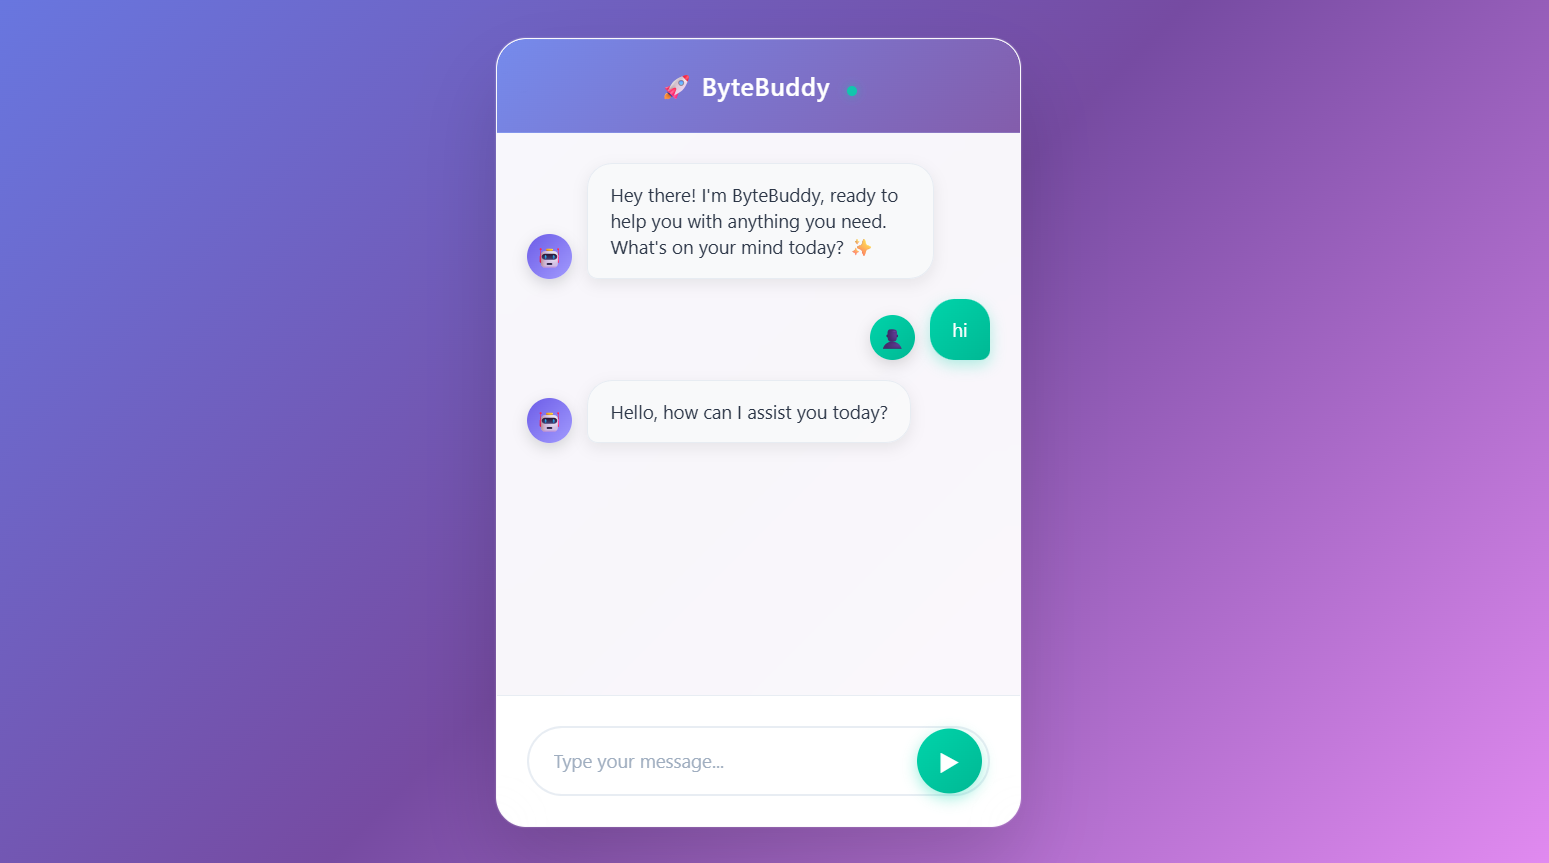 🚀 ByteBuddy
Hey there! I'm ByteBuddy, ready to
help you with anything you need.
What's on your mind today? ✨
hi
Hello, how can I assist you today?
Type your message...